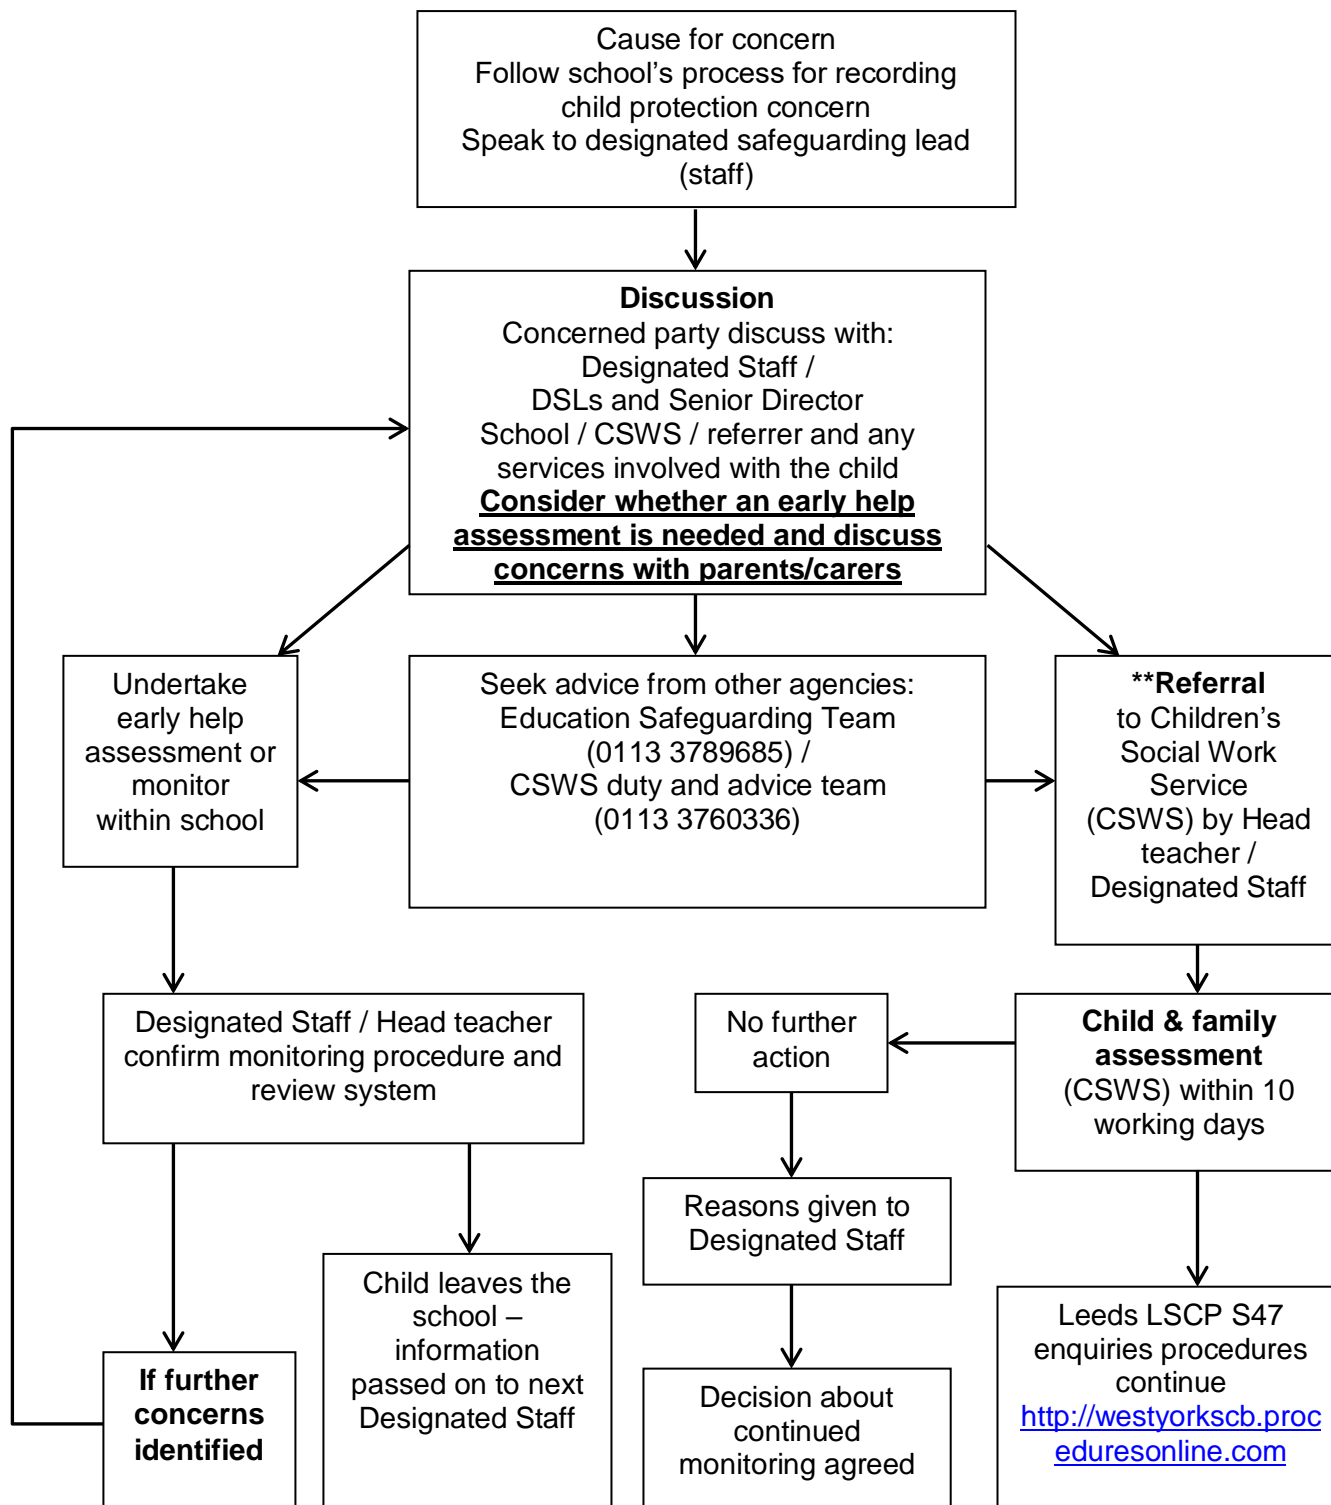 Cause for concern
Follow school’s process for recording
child protection concern
Speak to designated safeguarding lead
(staff)
Discussion
Concerned party discuss with:
Designated Staff /
DSLs and Senior Director
School / CSWS / referrer and any
services involved with the child
Consider whether an early help
assessment is needed and discuss
concerns with parents/carers
Undertake
early help
assessment or
monitor
within school
Seek advice from other agencies:
Education Safeguarding Team
(0113 3789685) /
CSWS duty and advice team
(0113 3760336)
**Referral
to Children’s
Social Work
Service
(CSWS) by Head
teacher /
Designated Staff
Designated Staff / Head teacher
confirm monitoring procedure and
review system
No further
action
Child & family
assessment
(CSWS) within 10
working days
Reasons given to
Designated Staff
If further
concerns
identified
Child leaves the
school –
information
passed on to next
Designated Staff
Decision about
continued
monitoring agreed
Leeds LSCP S47
enquiries procedures
continue
http://westyorkscb.proc
eduresonline.com